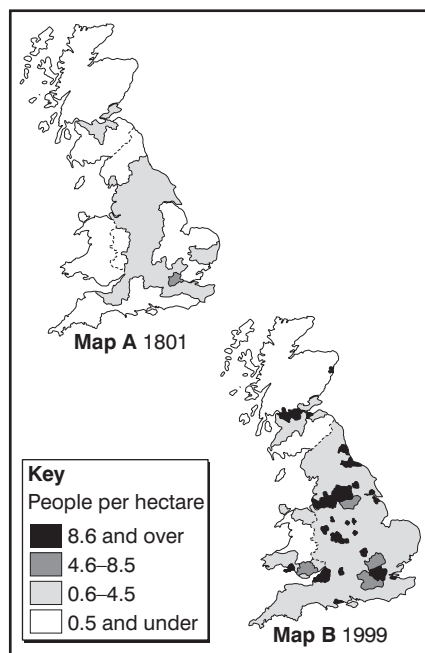 Map A 1801
Key
People per hectare
8.6 and over
4.6–8.5
0.6–4.5
0.5 and under
Map B 1999